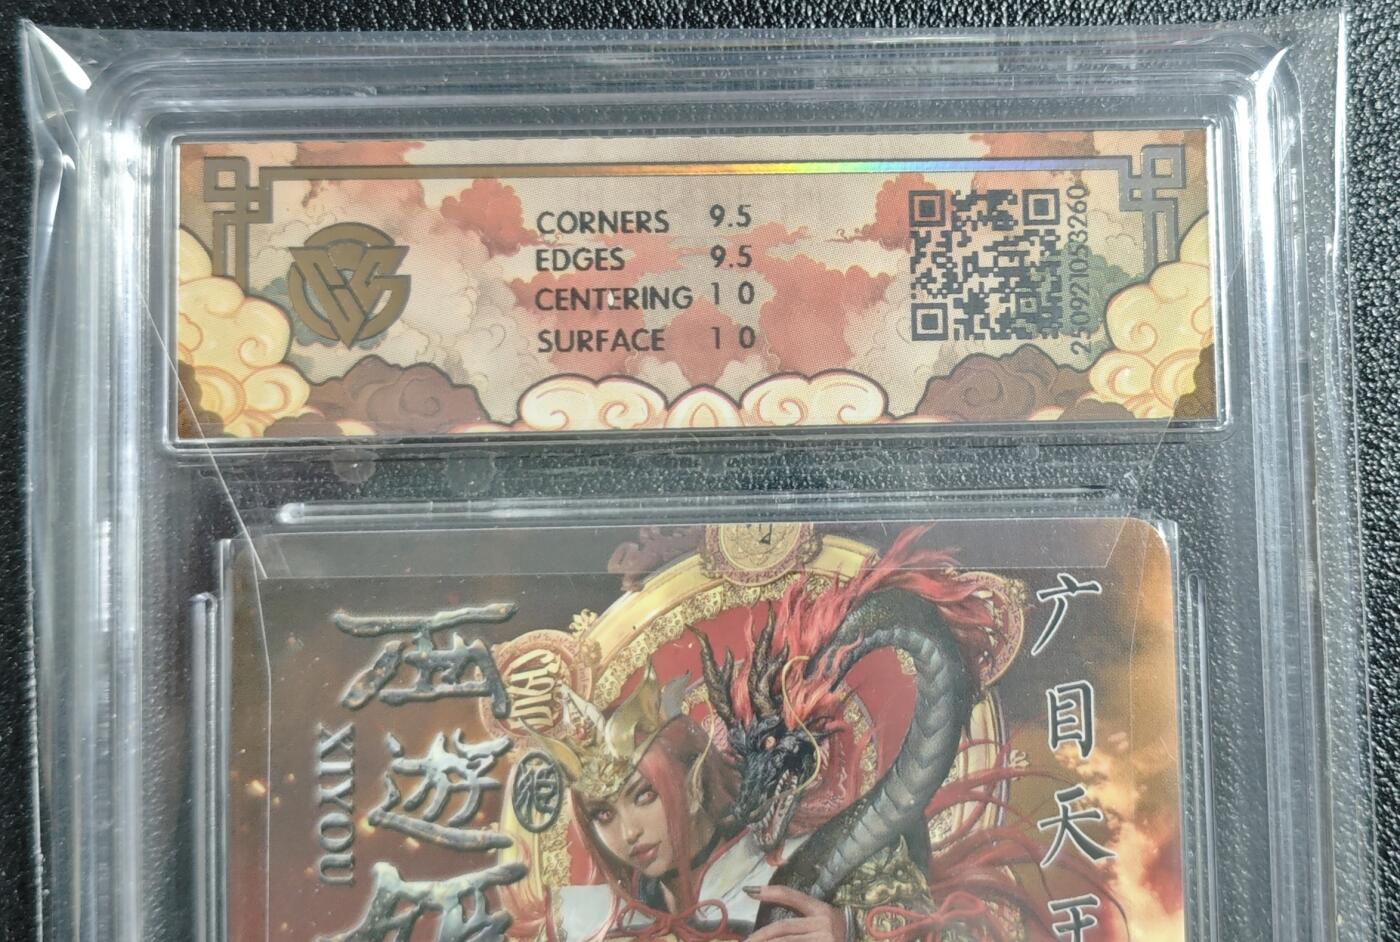 CORNERS 9.5
EDGES 9.5
CENTERING 10
SURFACE 10
2509210533260
西游
XIYOU
广目天王